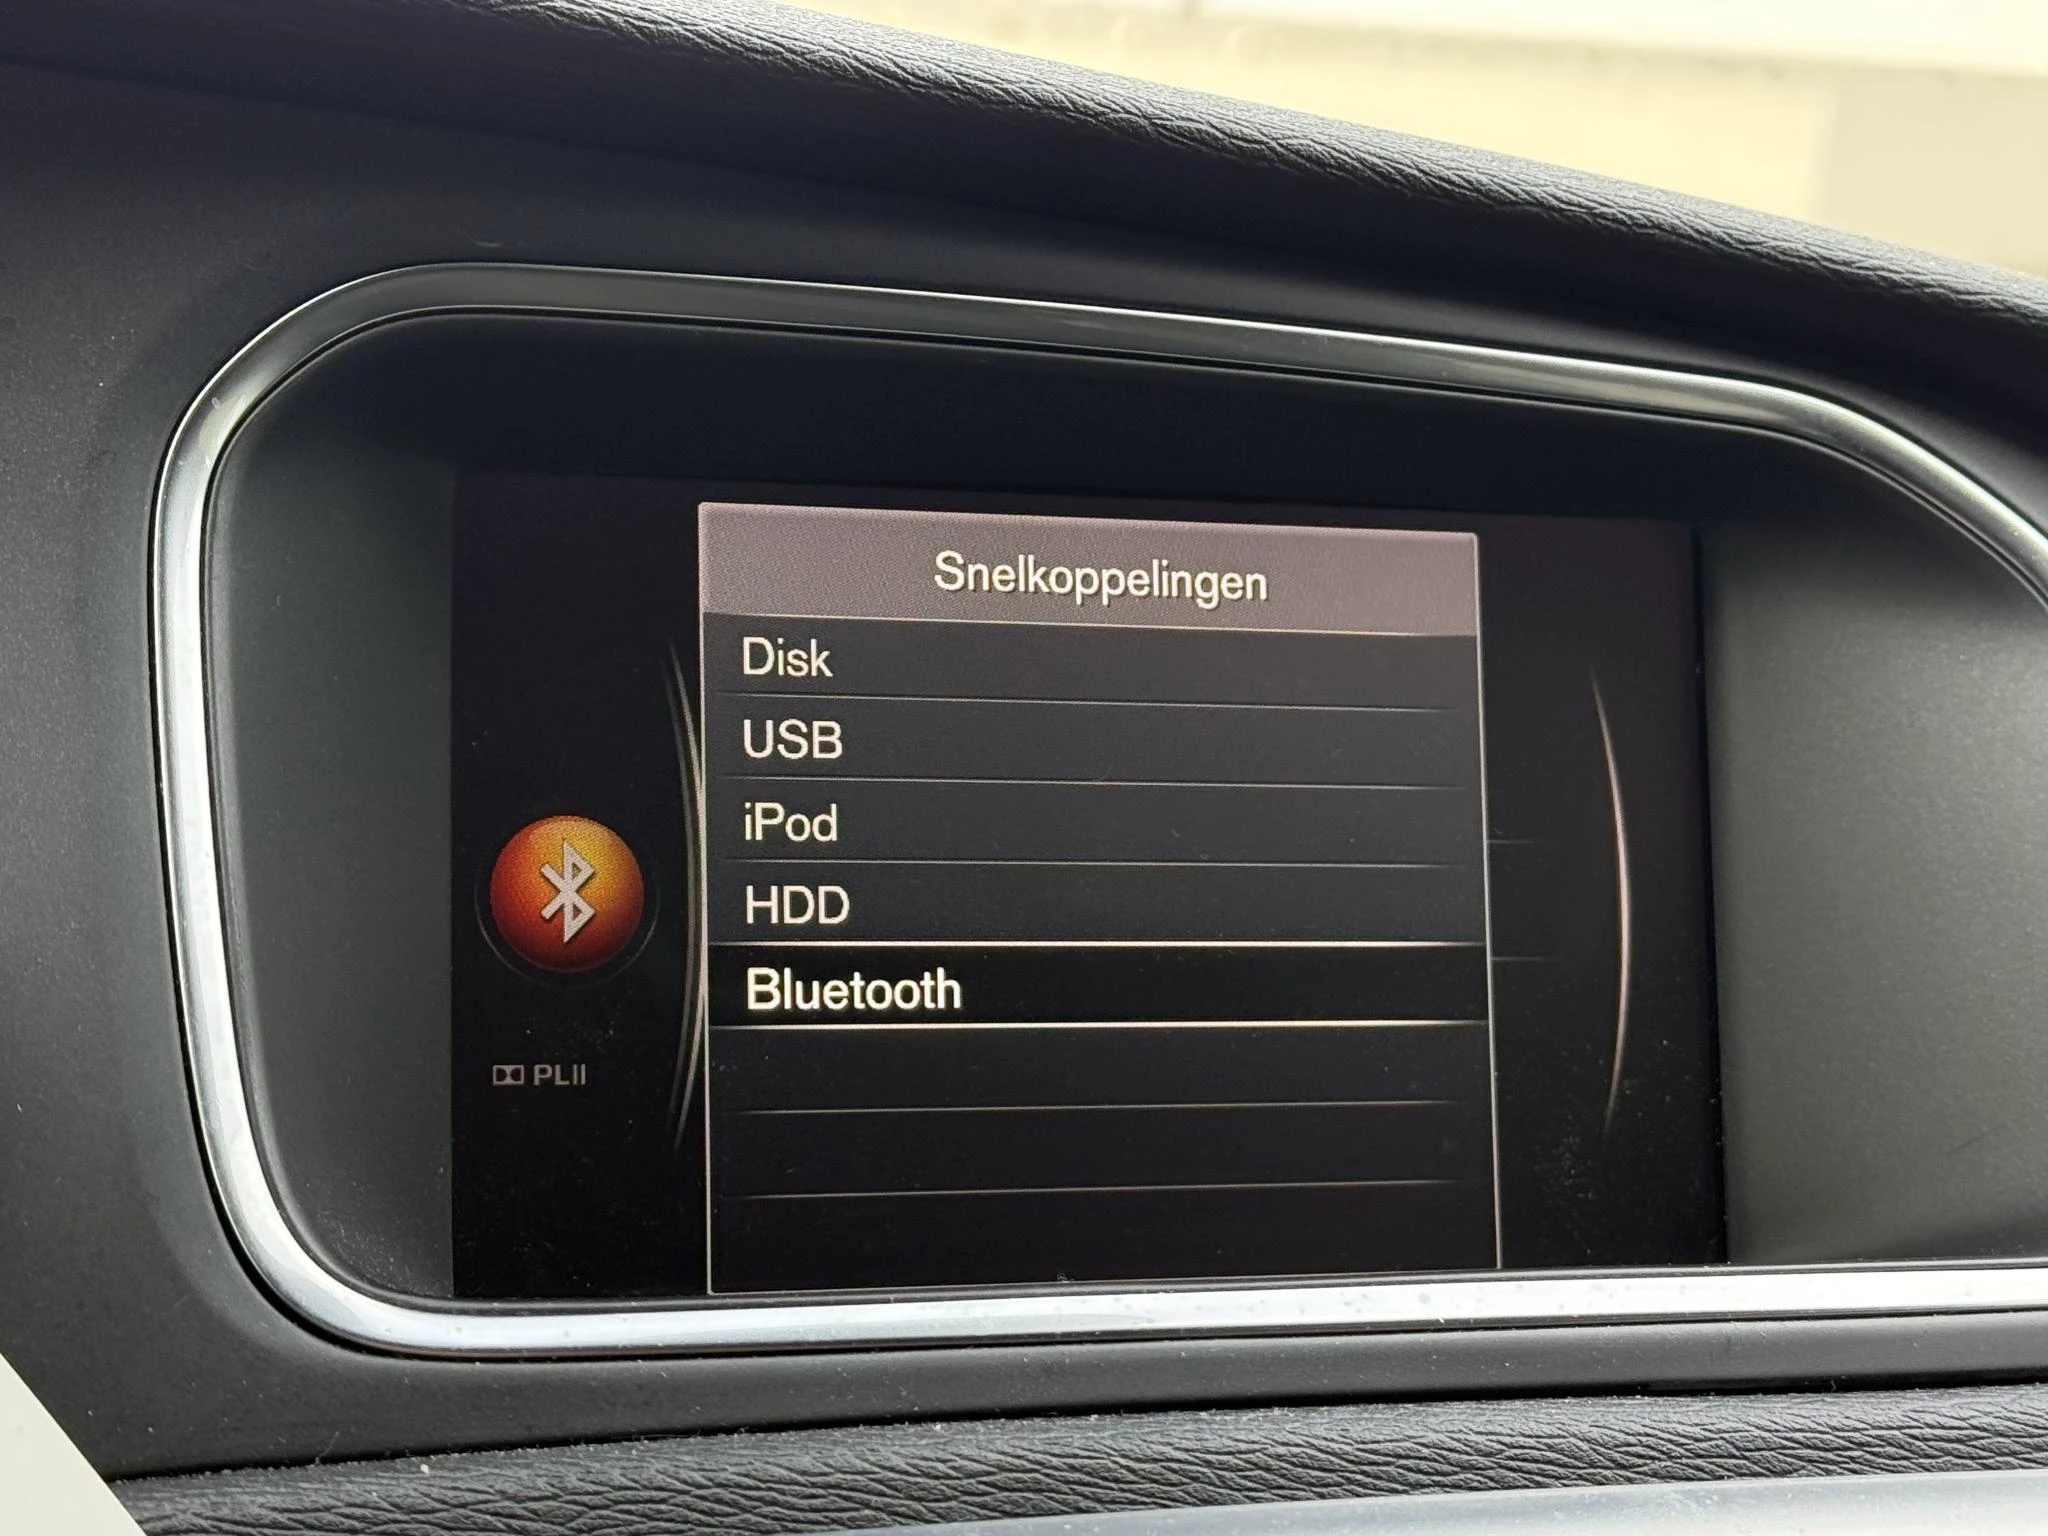 Snelkoppelingen
Disk
USB
iPod
HDD
Bluetooth
PLII